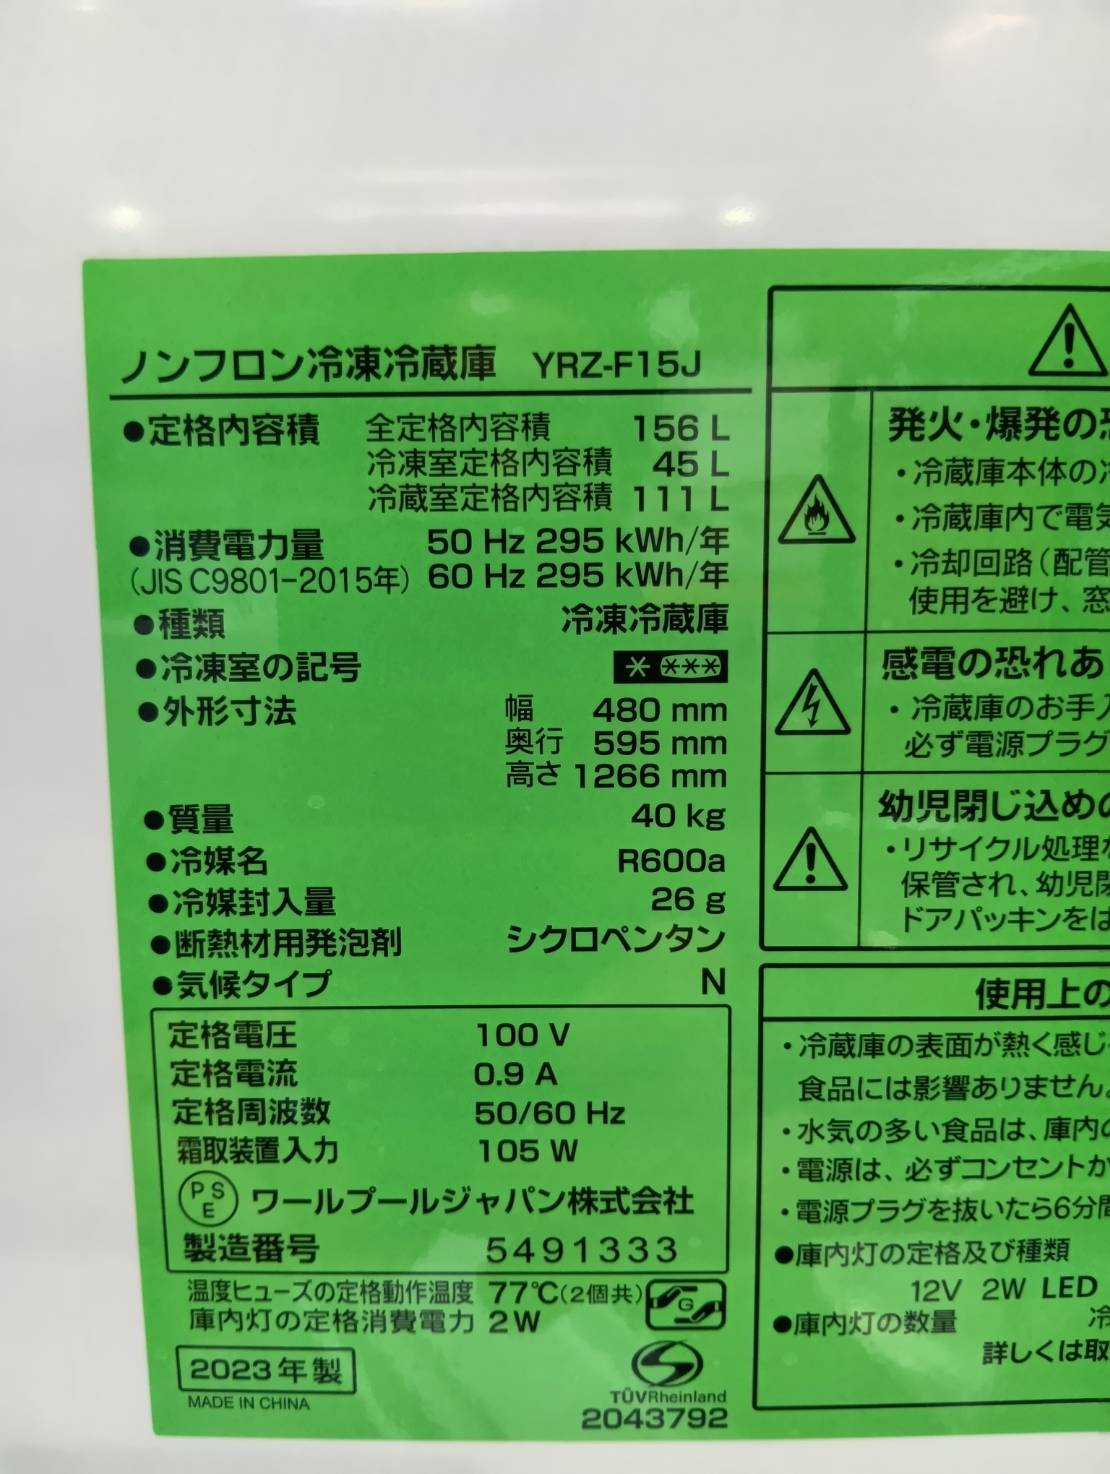 ノンフロン冷凍冷蔵庫 YRZ-F15J
●定格内容積 全定格内容積 156 L
冷凍室定格内容積 45 L
冷蔵室定格内容積 111 L
●消費電力量 50 Hz 295 kWh/年
(JIS C9801-2015年) 60 Hz 295 kWh/年
●種類 冷凍冷蔵庫
●冷凍室の記号
●外形寸法 幅 480 mm
奥行 595 mm
高さ 1266 mm
●質量 40 kg
●冷媒名 R600a
●冷媒封入量 26 g
●断熱材用発泡剤 シクロペンタン
●気候タイプ N
定格電圧 100 V
定格電流 0.9 A
定格周波数 50/60 Hz
霜取装置入力 105 W
PSE ワールプールジャパン株式会社
製造番号 5491333
温度ヒューズの定格動作温度 77℃(2個共)
G
庫内灯の定格消費電力 2W
2023年製
MADE IN CHINA
TÜVRheinland
2043792
発火・爆発の
・冷蔵庫本体の
・冷蔵庫内で電気
・冷却回路(配管
使用を避け、窓
感電の恐れあ
・冷蔵庫のお手入
必ず電源プラグ
幼児閉じ込めの
・リサイクル処理
保管され、幼児閉
ドアパッキンをは
使用上の
・冷蔵庫の表面が熱く感じ
食品には影響ありません。
・水気の多い食品は、庫内の
・電源は、必ずコンセントか
・電源プラグを抜いたら6分間
●庫内灯の定格及び種類
12V 2W LED
●庫内灯の数量 冷
詳しくは取